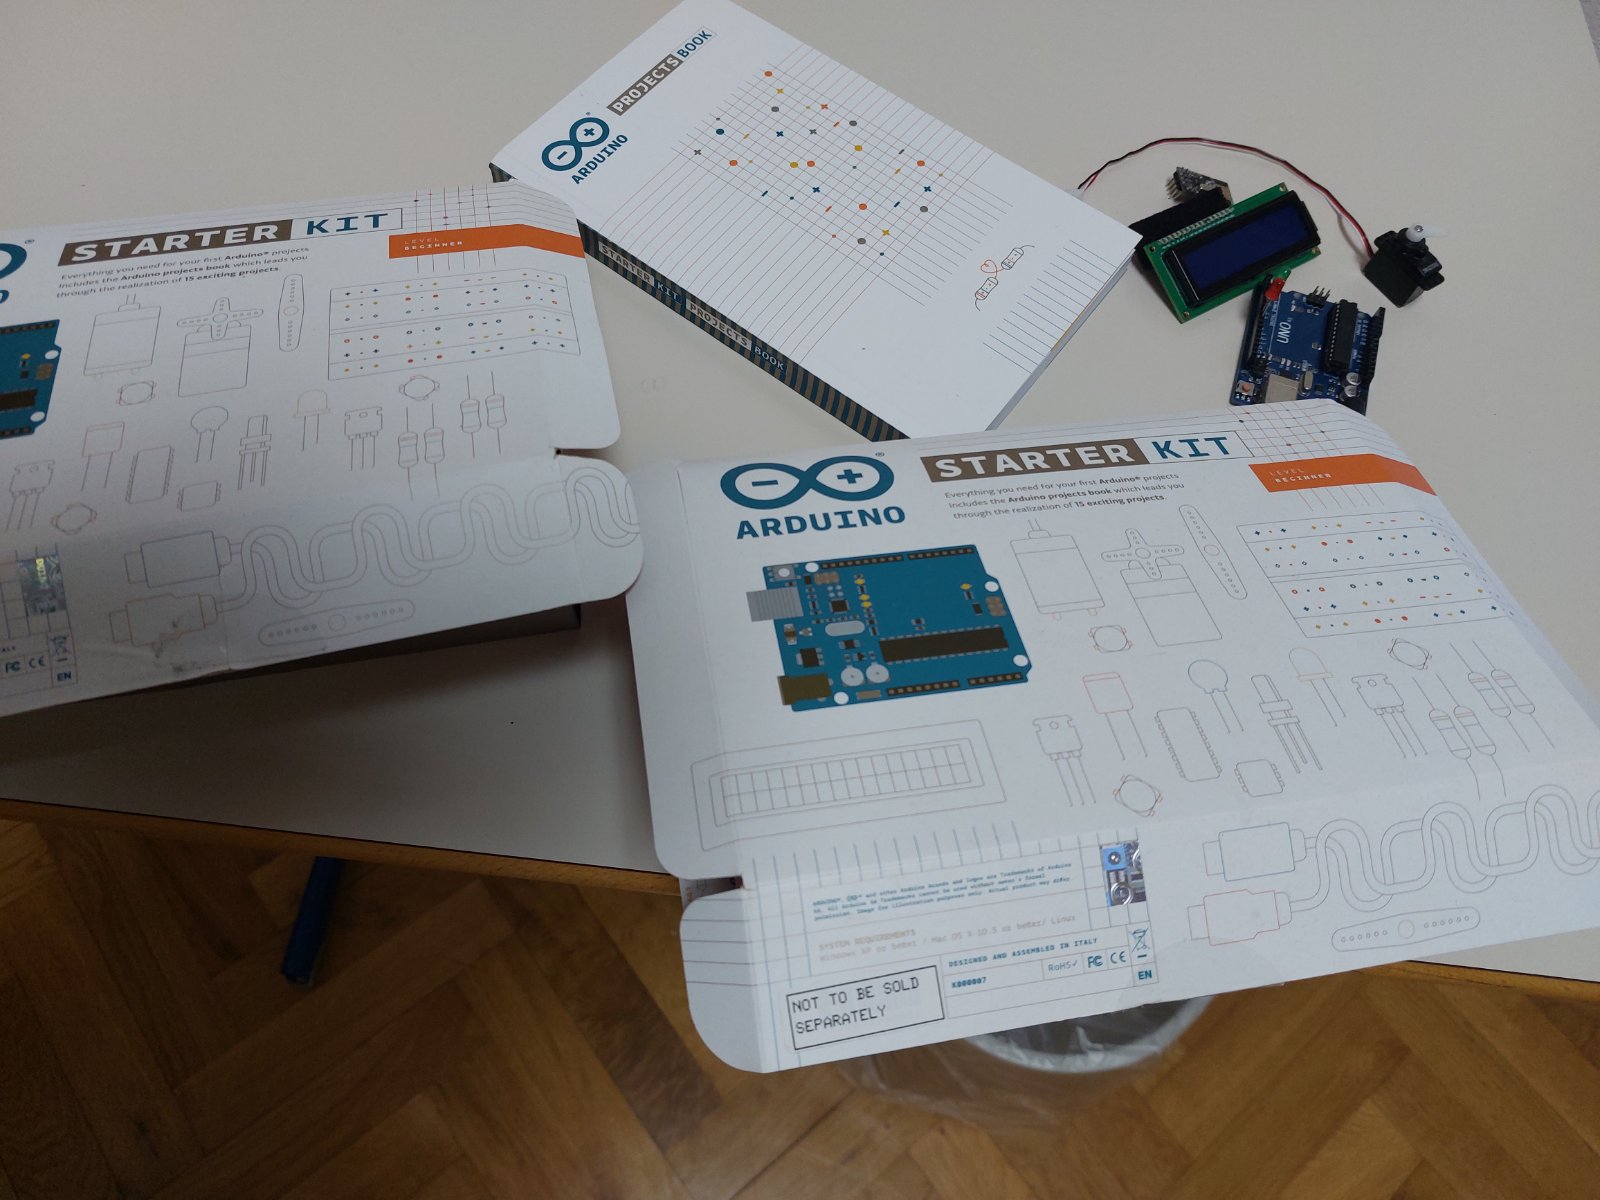 ARDUINO
PROJECTS BOOK
STARTER KIT PROJECTS BOOK
STARTER KIT
LEVEL
BEGINNER
Everything you need for your first Arduino® projects
Includes the Arduino projects book which leads you
through the realization of 15 exciting projects.
FC CE
EN
UNO
ARDUINO
STARTER KIT
LEVEL
BEGINNER
Everything you need for your first Arduino® projects
Includes the Arduino projects book which leads you
through the realization of 15 exciting projects.
SYSTEM REQUIREMENTS
DESIGNED AND ASSEMBLED IN ITALY
K000007
RoHS✓ FC CE
EN
NOT TO BE SOLD
SEPARATELY